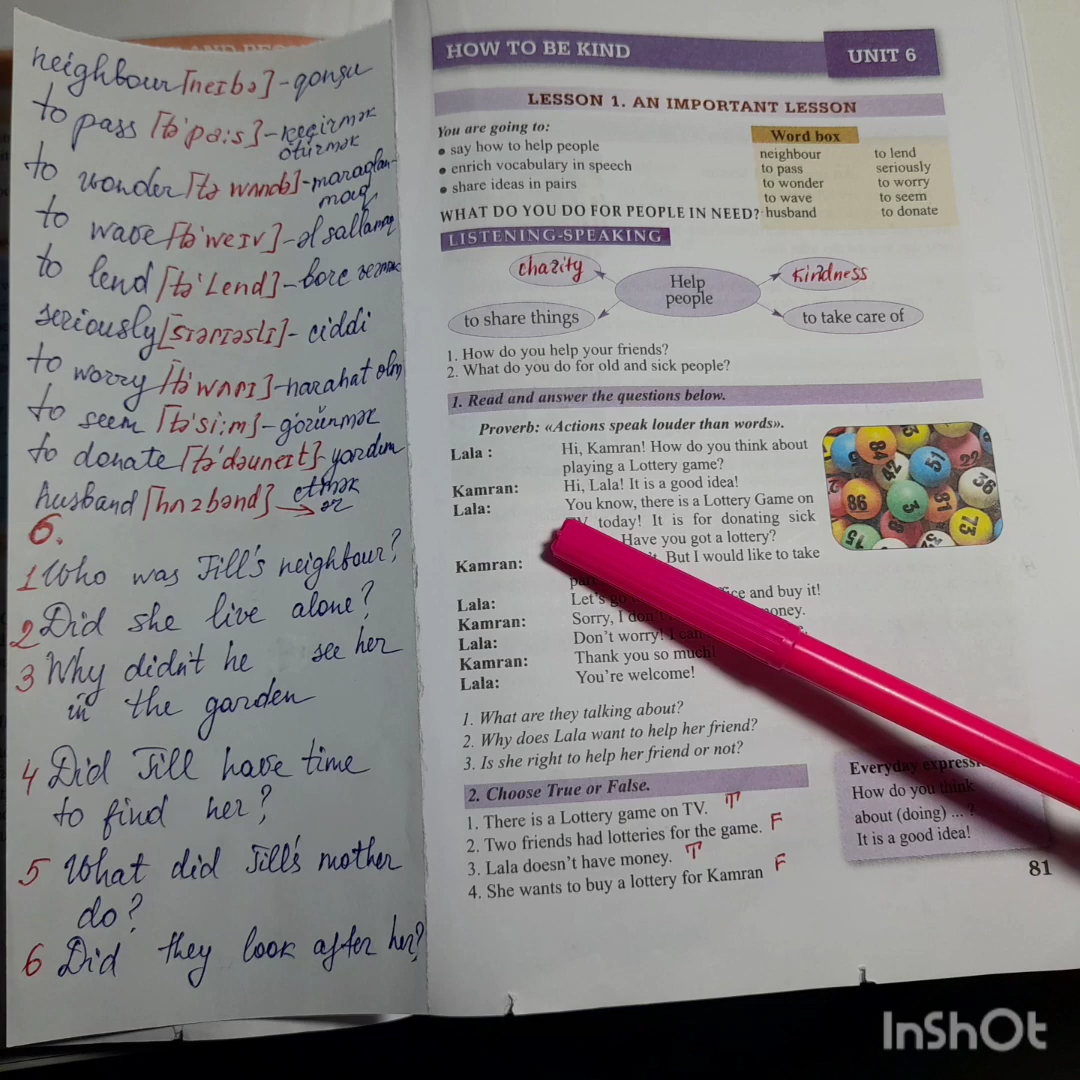 neighbour [neɪbə] - qonşu
to pass [tə'pɑ:s] - keçirmək
ötürmək
to wonder [tə wʌndə] - maraqlan-
maq
to wave [tə'weɪv] - əl sallamaq
to lend [tə'lend] - borc vermək
seriously [sɪərɪəslɪ] - ciddi
to worry [tə'wʌrɪ] - narahat olm
to seem [tə'si:m] - görünmək
to donate [tə'dəuneɪt] - yardım
etmək
husband [hʌzbənd] → ər
6.
1 Who was Jill's neighbour?
2 Did she live alone?
3 Why didn't he see her
in the garden
4 Did Jill have time
to find her?
5 What did Jill's mother
do?
6 Did they look after her?
HOW TO BE KIND
UNIT 6
LESSON 1. AN IMPORTANT LESSON
You are going to:
• say how to help people
• enrich vocabulary in speech
• share ideas in pairs
Word box
neighbour to lend
to pass seriously
to wonder to worry
to wave to seem
husband to donate
WHAT DO YOU DO FOR PEOPLE IN NEED?
LISTENING-SPEAKING
charity
kindness
Help
people
to share things
to take care of
1. How do you help your friends?
2. What do you do for old and sick people?
1. Read and answer the questions below.
Proverb: «Actions speak louder than words».
Lala : Hi, Kamran! How do you think about
playing a Lottery game?
Kamran: Hi, Lala! It is a good idea!
Lala: You know, there is a Lottery Game on
today! It is for donating sick
Have you got a lottery?
Kamran: But I would like to take
Lala: Let's and buy it!
Kamran: Sorry, I
Lala: Don't worry! I can
Kamran: Thank you so much!
Lala: You're welcome!
84
42
51
22
36
86
3
81
73
1. What are they talking about?
2. Why does Lala want to help her friend?
3. Is she right to help her friend or not?
2. Choose True or False.
1. There is a Lottery game on TV. T
2. Two friends had lotteries for the game. F
3. Lala doesn't have money. T
4. She wants to buy a lottery for Kamran F
Everyday
How do you think
about (doing) ... ?
It is a good idea!
81
InShOt